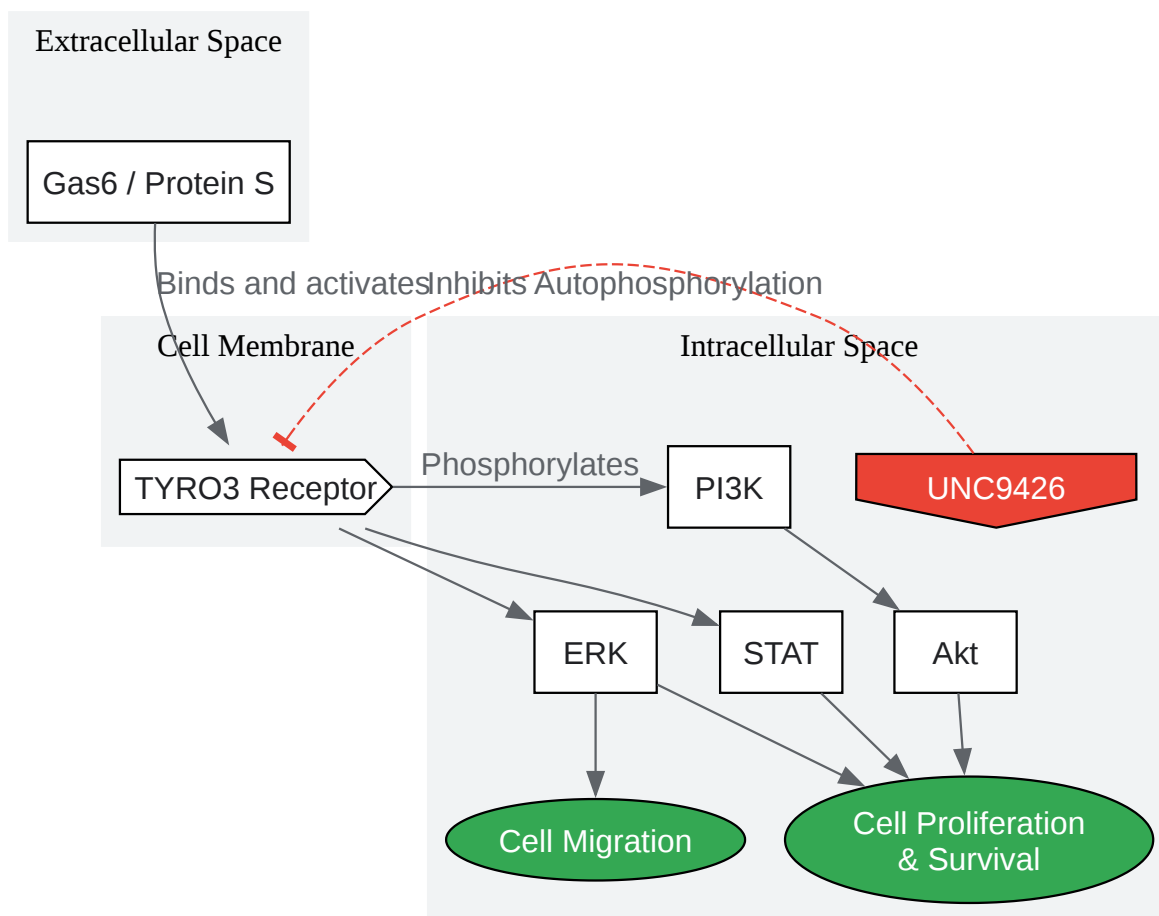 Extracellular Space
Gas6 / Protein S
Binds and activates
Inhibits Autophosphorylation
Cell Membrane
Intracellular Space
TYRO3 Receptor
Phosphorylates
PI3K
UNC9426
ERK
STAT
Akt
Cell Migration
Cell Proliferation
& Survival